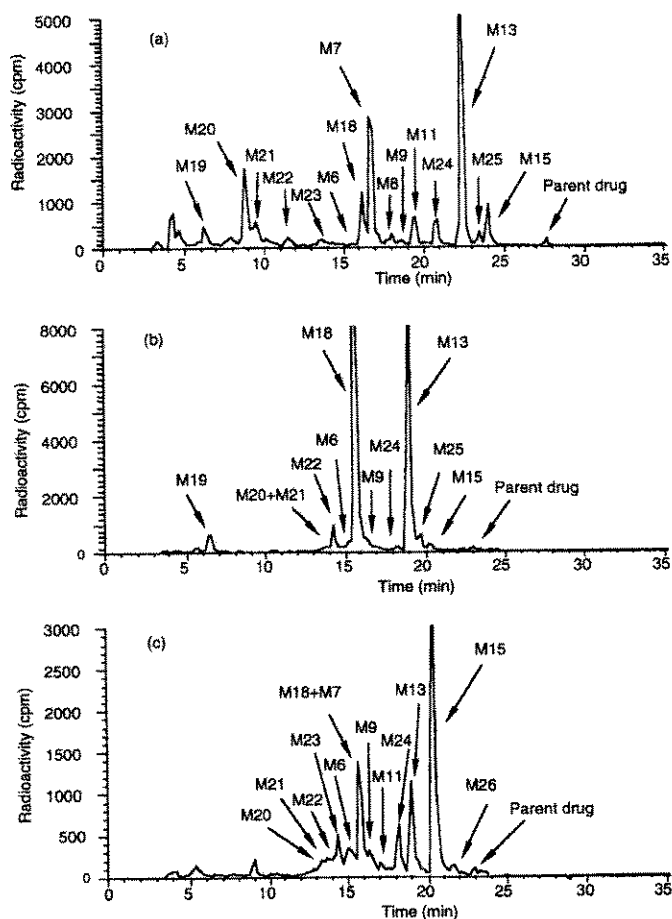 (a)
Radioactivity (cpm)
5000
4000
3000
2000
1000
0
M7
M13
M20
M18
M11
M19
M21
M22
M23
M6
M8
M9
M24
M25
M15
Parent drug
0 5 10 15 20 25 30 35
Time (min)
(b)
Radioactivity (cpm)
8000
6000
4000
2000
0
M18
M13
M6
M24
M22
M9
M25
M19
M20+M21
M15
Parent drug
0 5 10 15 20 25 30 35
Time (min)
(c)
Radioactivity (cpm)
3000
2500
2000
1500
1000
500
0
M15
M18+M7
M13
M9
M23
M24
M6
M11
M21
M22
M26
M20
Parent drug
0 5 10 15 20 25 30 35
Time (min)